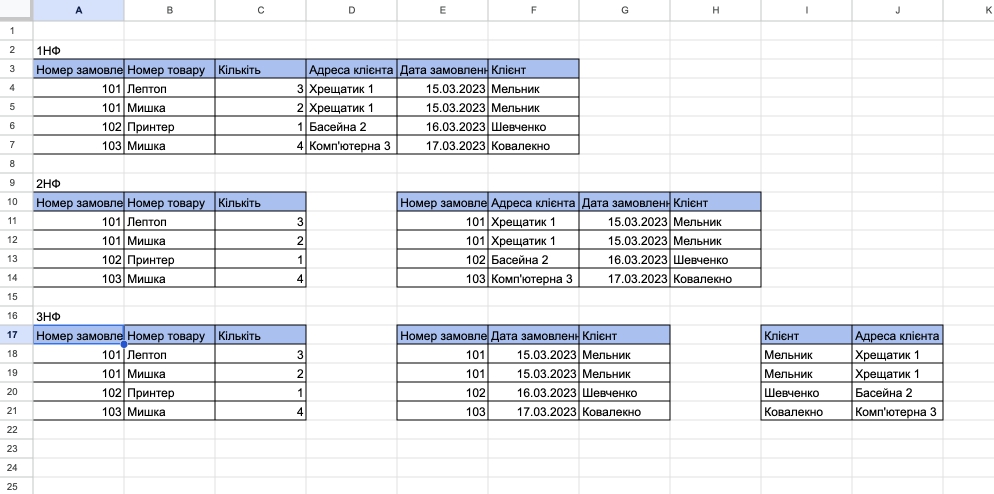 A B C D E F G H I J K
1
2 1НФ
3 Номер замовле Номер товару Кількіть Адреса клієнта Дата замовленн Клієнт
4 101 Лептоп 3 Хрещатик 1 15.03.2023 Мельник
5 101 Мишка 2 Хрещатик 1 15.03.2023 Мельник
6 102 Принтер 1 Басейна 2 16.03.2023 Шевченко
7 103 Мишка 4 Комп'ютерна 3 17.03.2023 Ковалекно
8
9 2НФ
10 Номер замовле Номер товару Кількіть Номер замовле Адреса клієнта Дата замовленн Клієнт
11 101 Лептоп 3 101 Хрещатик 1 15.03.2023 Мельник
12 101 Мишка 2 101 Хрещатик 1 15.03.2023 Мельник
13 102 Принтер 1 102 Басейна 2 16.03.2023 Шевченко
14 103 Мишка 4 103 Комп'ютерна 3 17.03.2023 Ковалекно
15
16 3НФ
17 Номер замовле Номер товару Кількіть Номер замовле Дата замовленн Клієнт Клієнт Адреса клієнта
18 101 Лептоп 3 101 15.03.2023 Мельник Мельник Хрещатик 1
19 101 Мишка 2 101 15.03.2023 Мельник Мельник Хрещатик 1
20 102 Принтер 1 102 16.03.2023 Шевченко Шевченко Басейна 2
21 103 Мишка 4 103 17.03.2023 Ковалекно Ковалекно Комп'ютерна 3
22
23
24
25